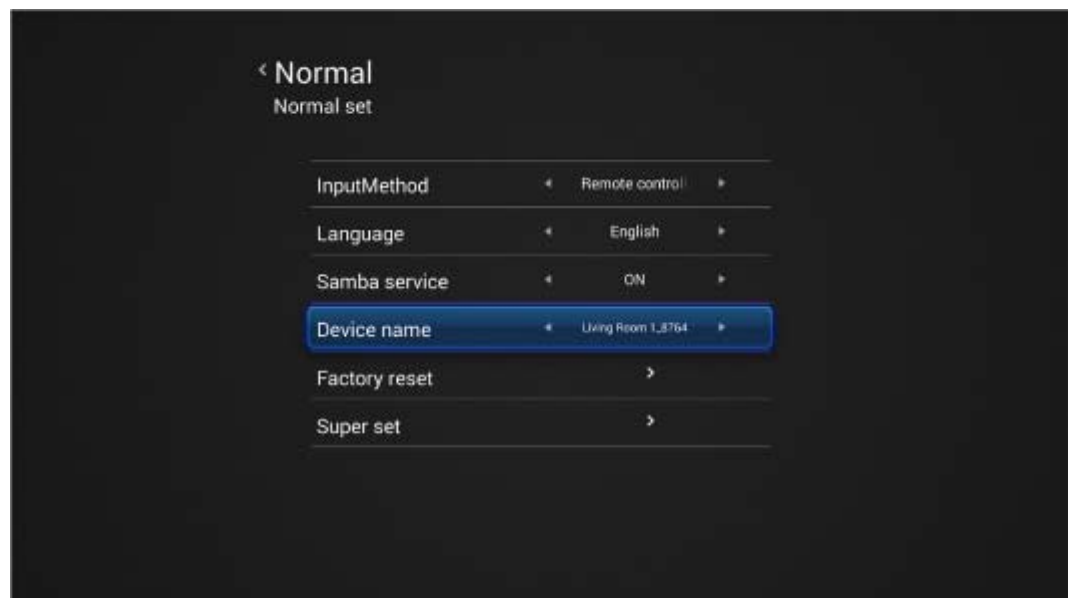 Normal
Normal set
InputMethod Remote control
Language English
Samba service ON
Device name Living Room 1_8764
Factory reset
Super set